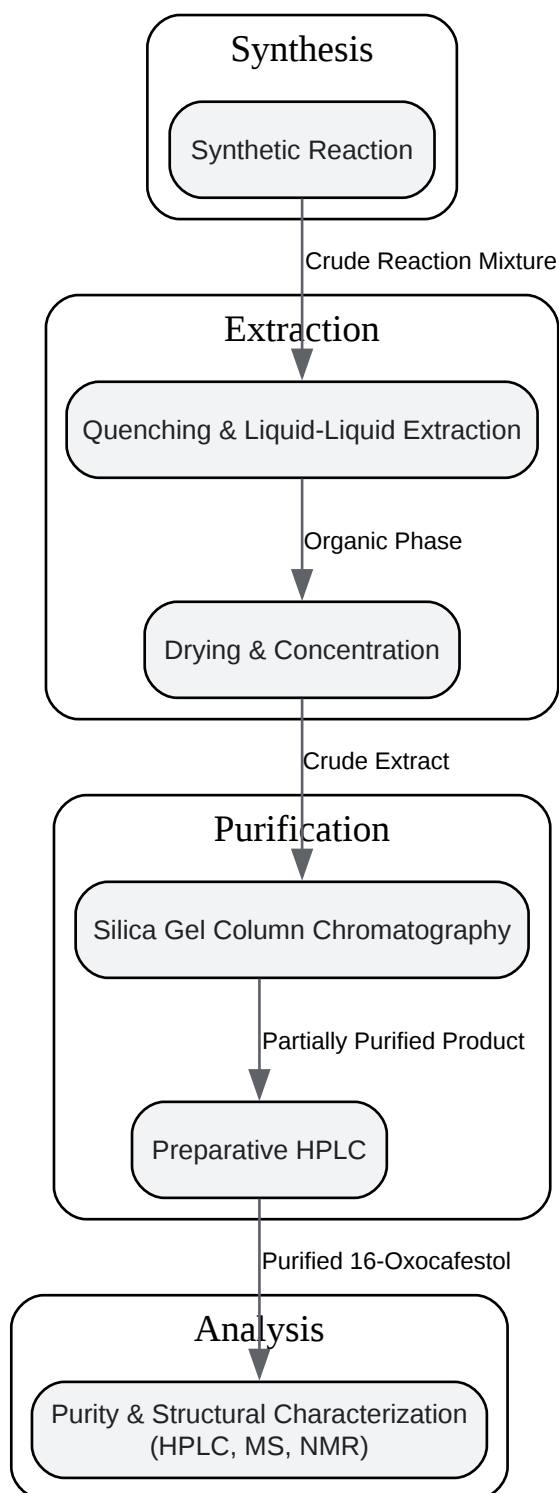 Synthesis
Synthetic Reaction
Crude Reaction Mixture
Extraction
Quenching & Liquid-Liquid Extraction
Organic Phase
Drying & Concentration
Crude Extract
Purification
Silica Gel Column Chromatography
Partially Purified Product
Preparative HPLC
Purified 16-Oxocafestol
Analysis
Purity & Structural Characterization
(HPLC, MS, NMR)